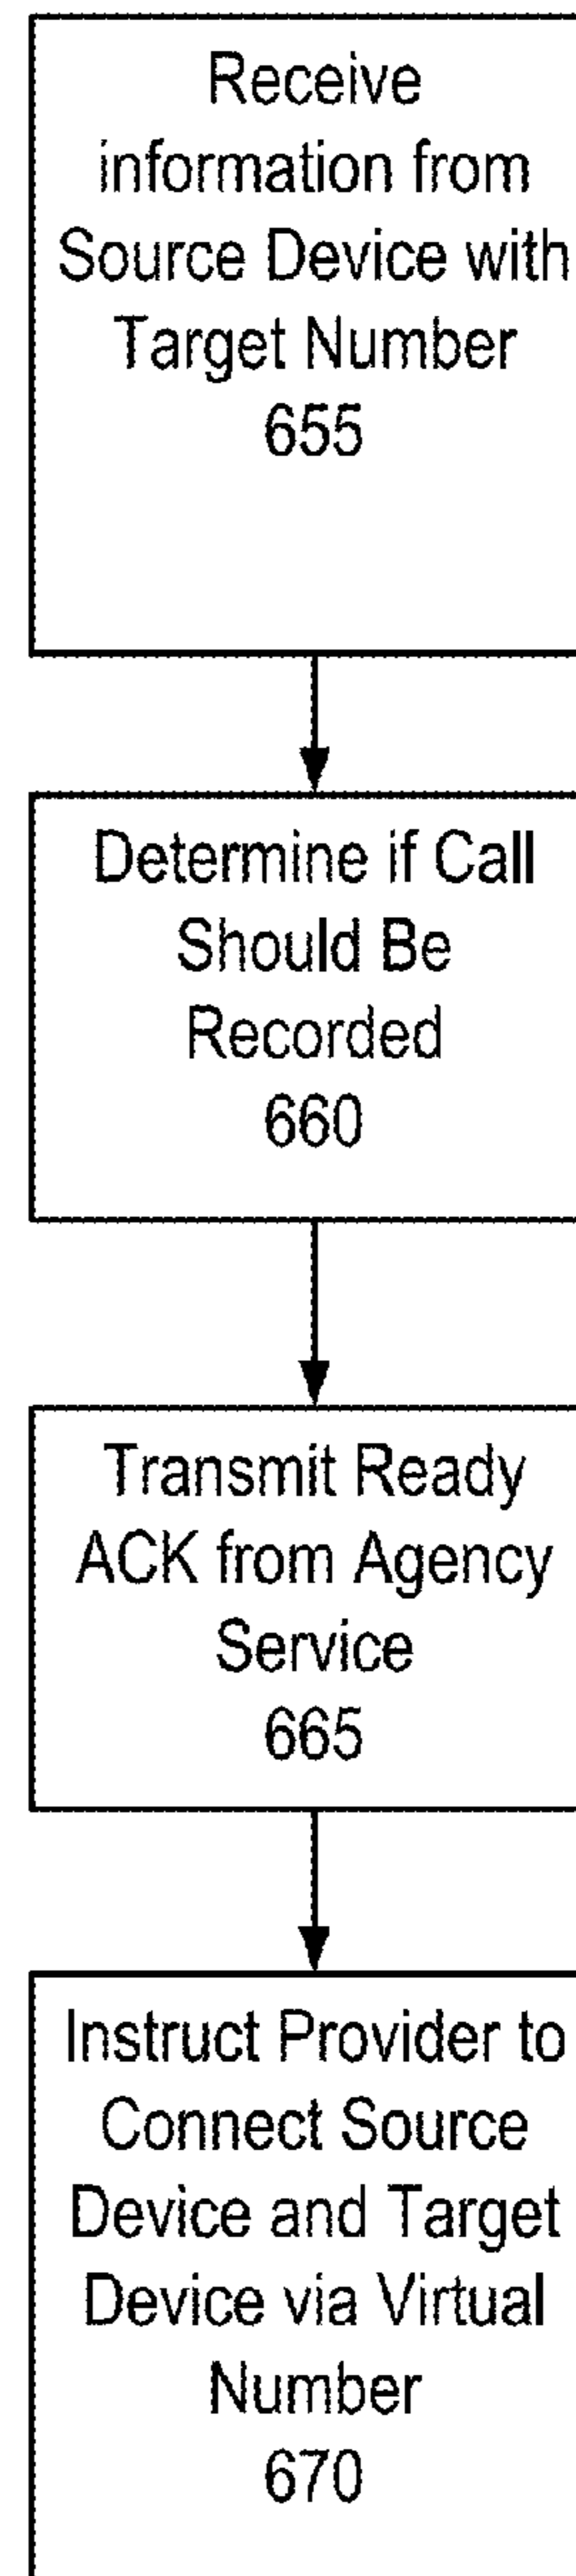 Receive
information from
Source Device with
Target Number
655
Determine if Call
Should Be
Recorded
660
Transmit Ready
ACK from Agency
Service
665
Instruct Provider to
Connect Source
Device and Target
Device via Virtual
Number
670